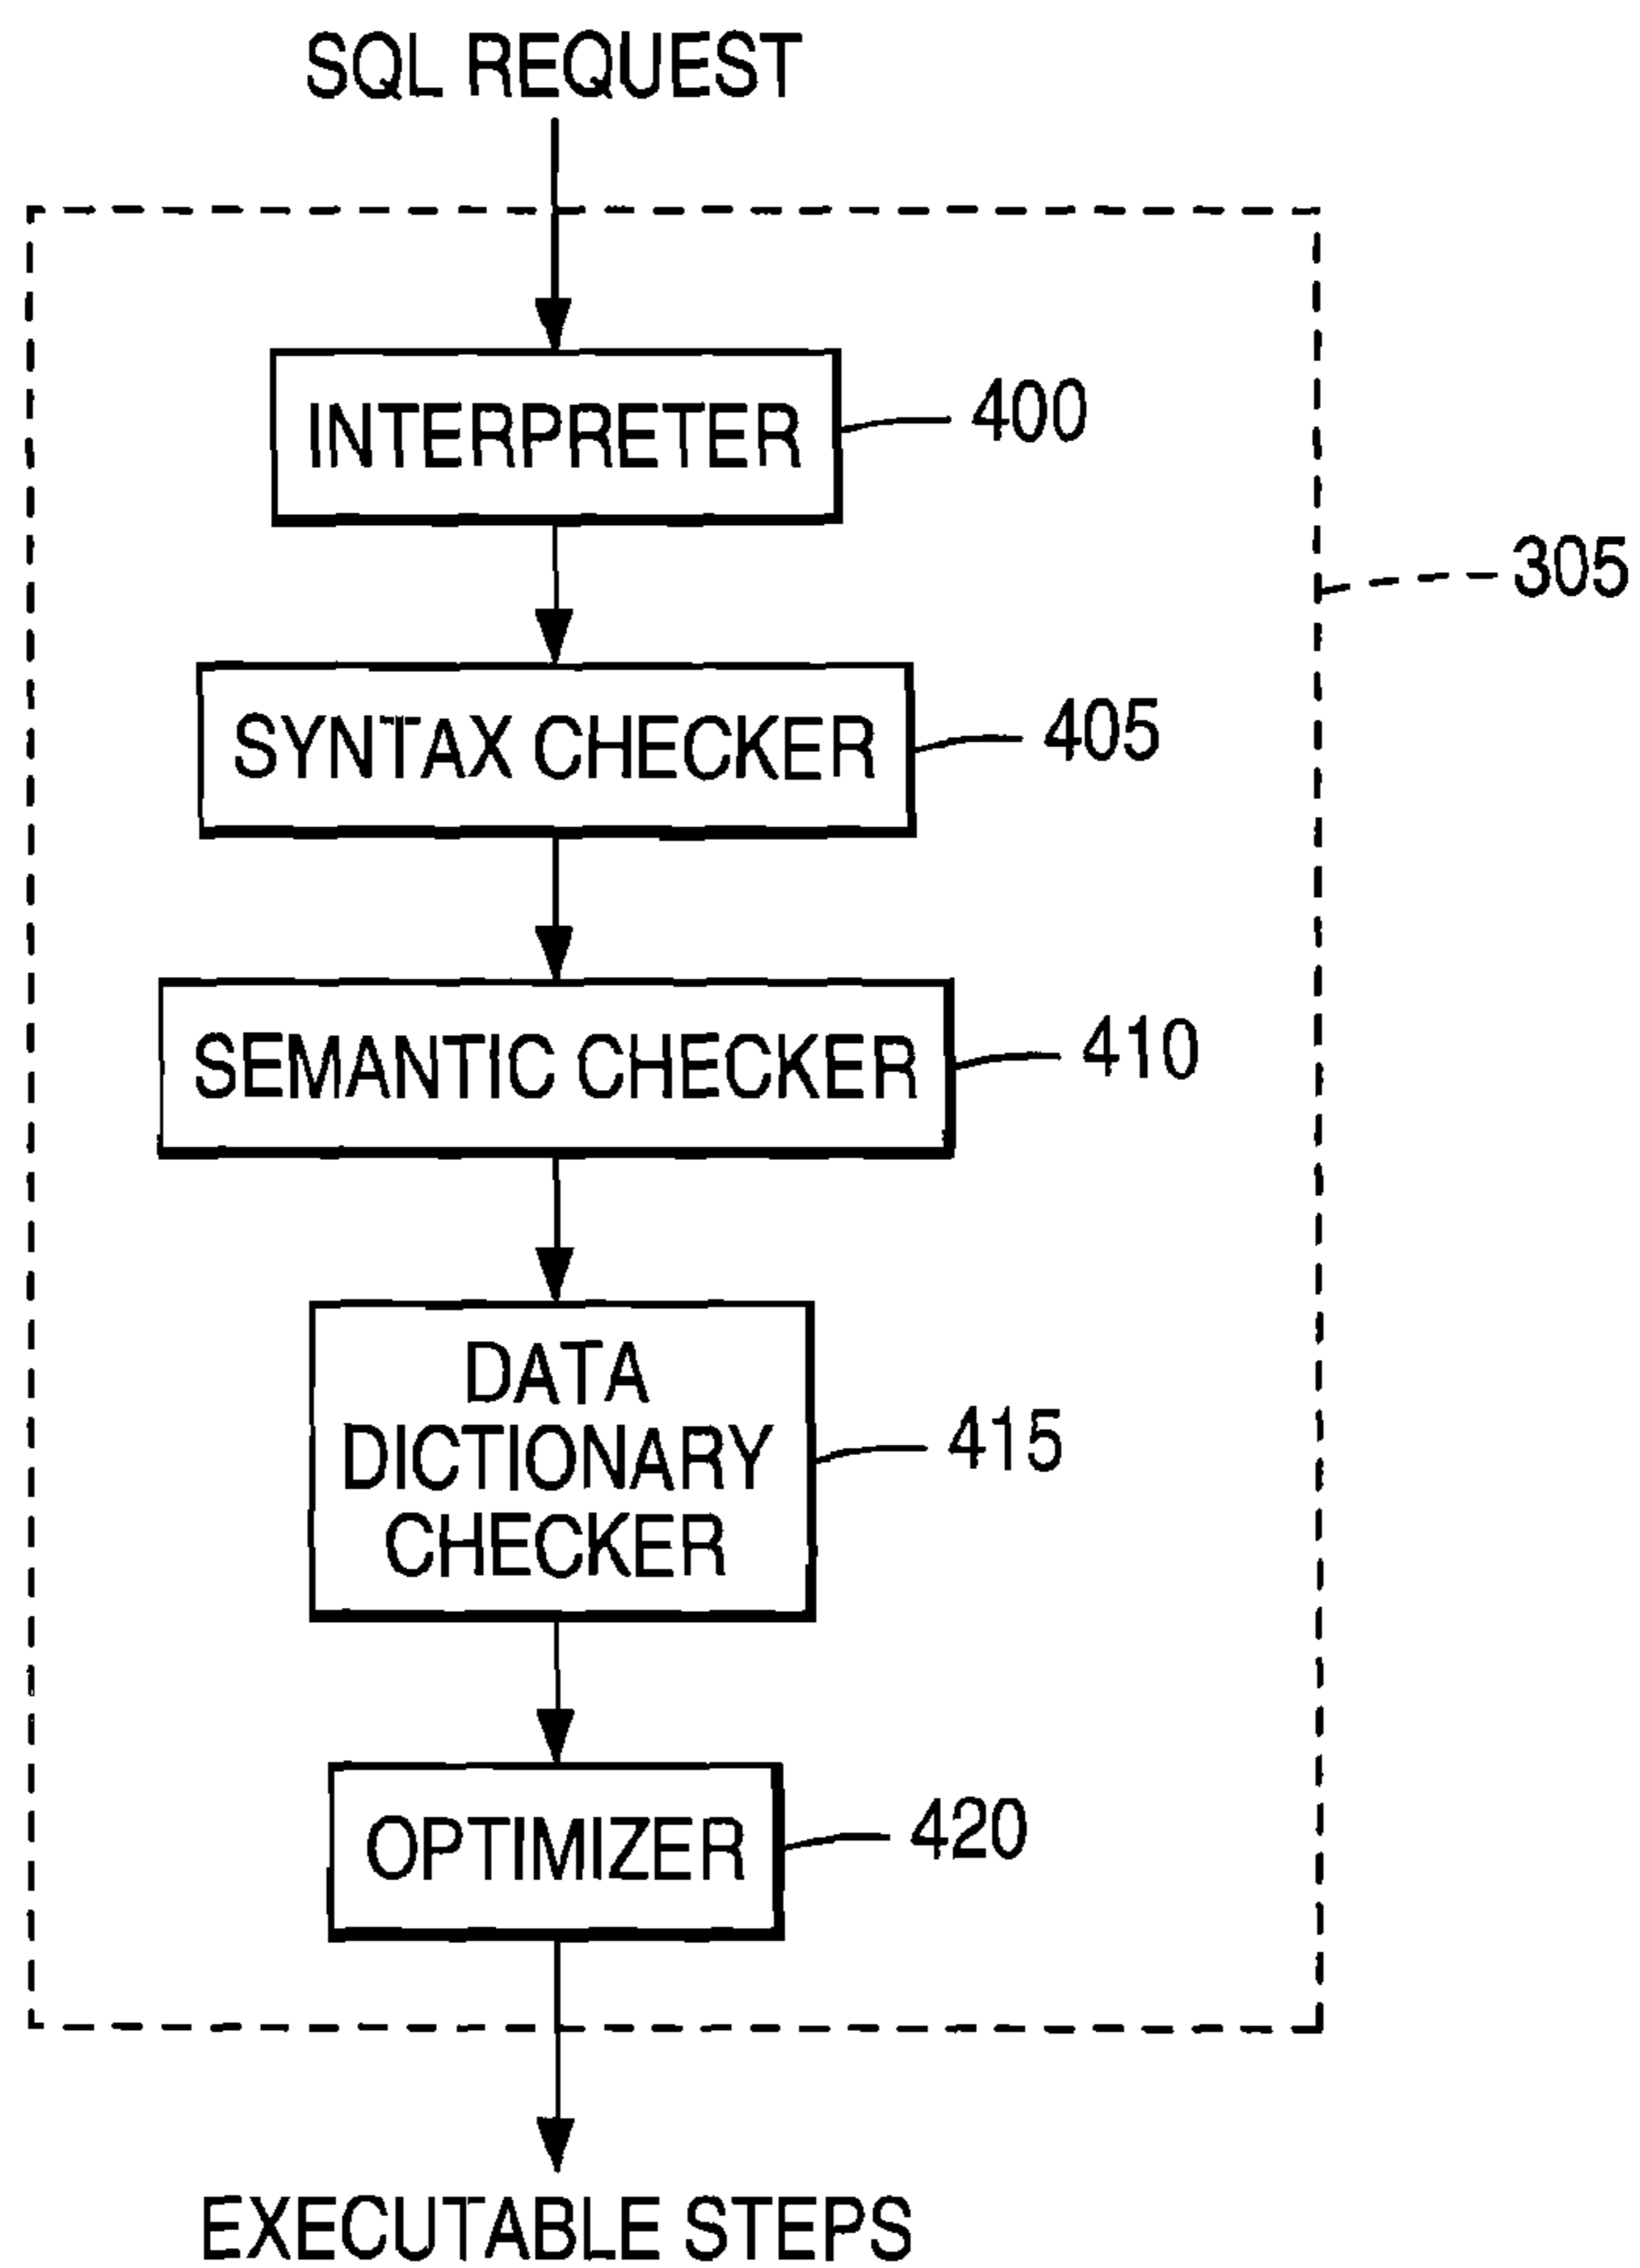 SQL REQUEST
INTERPRETER
400
305
SYNTAX CHECKER
405
SEMANTIC CHECKER
410
DATA
DICTIONARY
CHECKER
415
OPTIMIZER
420
EXECUTABLE STEPS